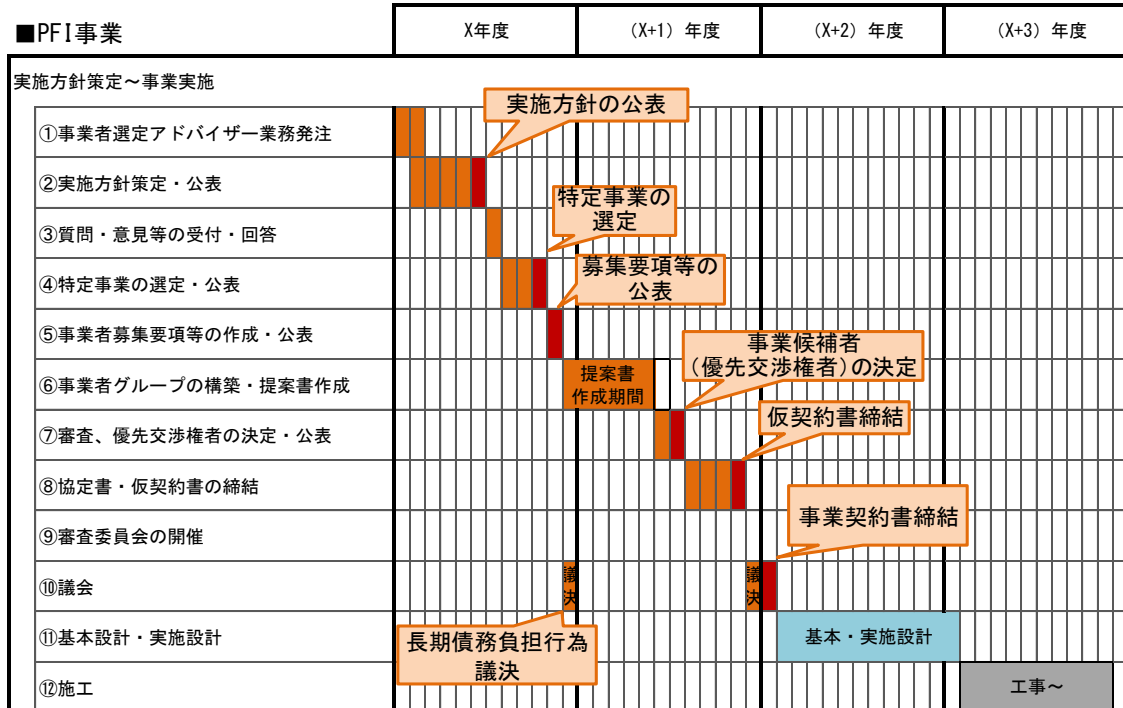 ■PFI事業
X年度
（X+1）年度
（X+2）年度
（X+3）年度
実施方針策定～事業実施
実施方針の公表
①事業者選定アドバイザー業務発注
②実施方針策定・公表
特定事業の
選定
③質問・意見等の受付・回答
募集要項等の
公表
④特定事業の選定・公表
⑤事業者募集要項等の作成・公表
事業候補者
（優先交渉権者）の決定
⑥事業者グループの構築・提案書作成
提案書
作成期間
仮契約書締結
⑦審査、優先交渉権者の決定・公表
⑧協定書・仮契約書の締結
事業契約書締結
⑨審査委員会の開催
⑩議会
議
決
議
決
⑪基本設計・実施設計
長期債務負担行為
議決
基本・実施設計
⑫施工
工事～